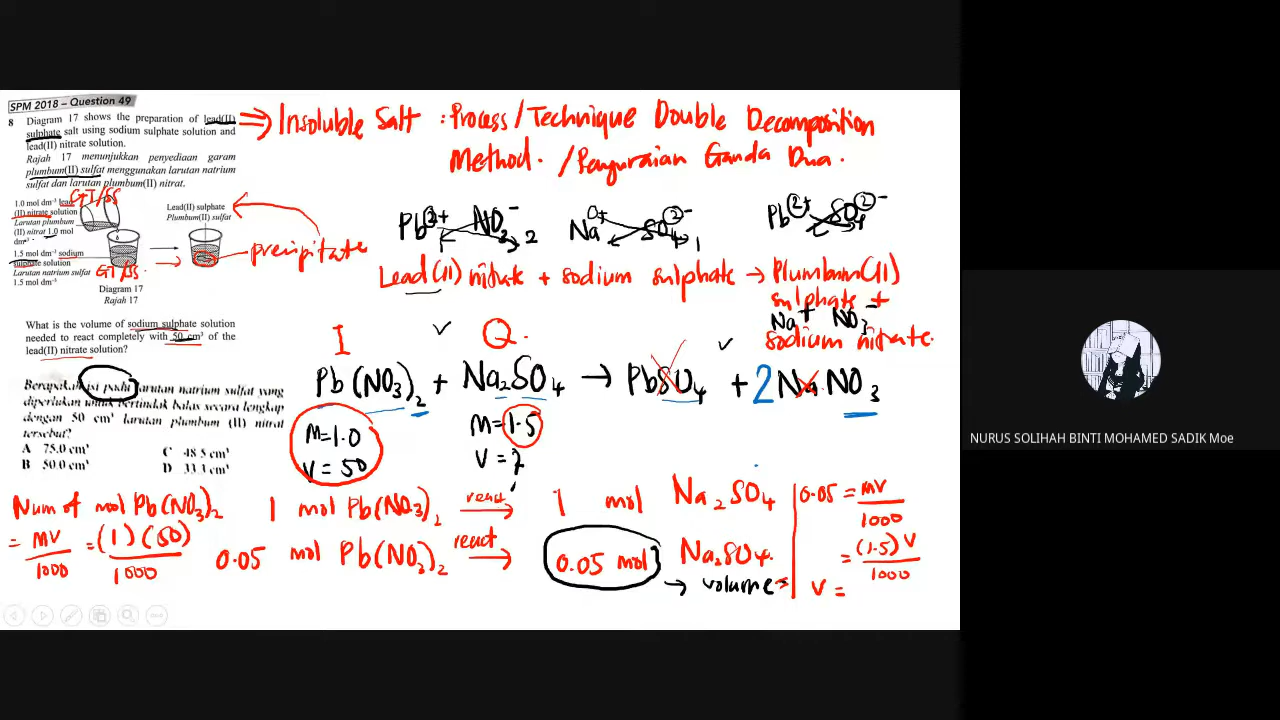 SPM 2018 – Question 49
8 Diagram 17 shows the preparation of lead(II)
sulphate salt using sodium sulphate solution and
lead(II) nitrate solution.
Rajah 17 menunjukkan penyediaan garam
plumbum(II) sulfat menggunakan larutan natrium
sulfat dan larutan plumbum(II) nitrat.
1.0 mol dm⁻³ lead
(II) nitrate solution
Larutan plumbum
(II) nitrat 1.0 mol
dm⁻³
1.5 mol dm⁻³ sodium
sulphate solution
Larutan natrium sulfat
1.5 mol dm⁻³
Lead(II) sulphate
Plumbum(II) sulfat
Diagram 17
Rajah 17
What is the volume of sodium sulphate solution
needed to react completely with 50 cm³ of the
lead(II) nitrate solution?
Berapakah isi padu larutan natrium sulfat yang
diperlukan untuk bertindak balas secara lengkap
dengan 50 cm³ larutan plumbum (II) nitrat
tersebut?
A 75.0 cm³
B 50.0 cm³
C 48.5 cm³
D 33.3 cm³
⇒ Insoluble Salt : Process/Technique Double Decomposition
Method. /Penguraian Ganda Dua.
precipitate
Pb²⁺ NO₃⁻
1 2
Na⁺ SO₄²⁻
1
Pb²⁺ SO₄²⁻
Lead (II) nitrate + sodium sulphate → Plumbum(II)
sulphate +
Na⁺ NO₃⁻
sodium nitrate.
I ✓ Q. ✓
Pb(NO₃)₂ + Na₂SO₄ → PbSO₄ + 2 NaNO₃
M=1.0
V=50
M=1.5
V=?
Num of mol Pb(NO₃)₂
= MV/1000 = (1)(50)/1000
1 mol Pb(NO₃)₂ react → 1 mol Na₂SO₄
0.05 mol Pb(NO₃)₂ react → 0.05 mol Na₂SO₄
→ volume
0.05 = MV/1000
= (1.5)V/1000
V =
NURUS SOLIHAH BINTI MOHAMED SADIK Moe